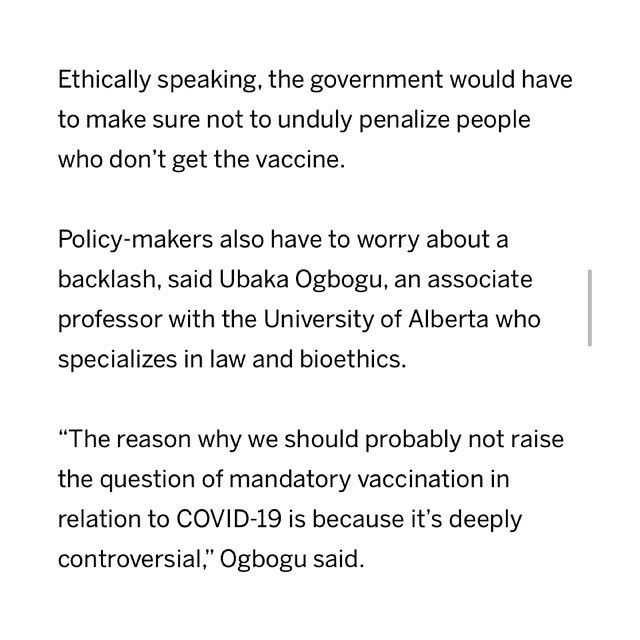 Ethically speaking, the government would have
to make sure not to unduly penalize people
who don’t get the vaccine.
Policy-makers also have to worry about a
backlash, said Ubaka Ogbogu, an associate
professor with the University of Alberta who
specializes in law and bioethics.
“The reason why we should probably not raise
the question of mandatory vaccination in
relation to COVID-19 is because it’s deeply
controversial,” Ogbogu said.